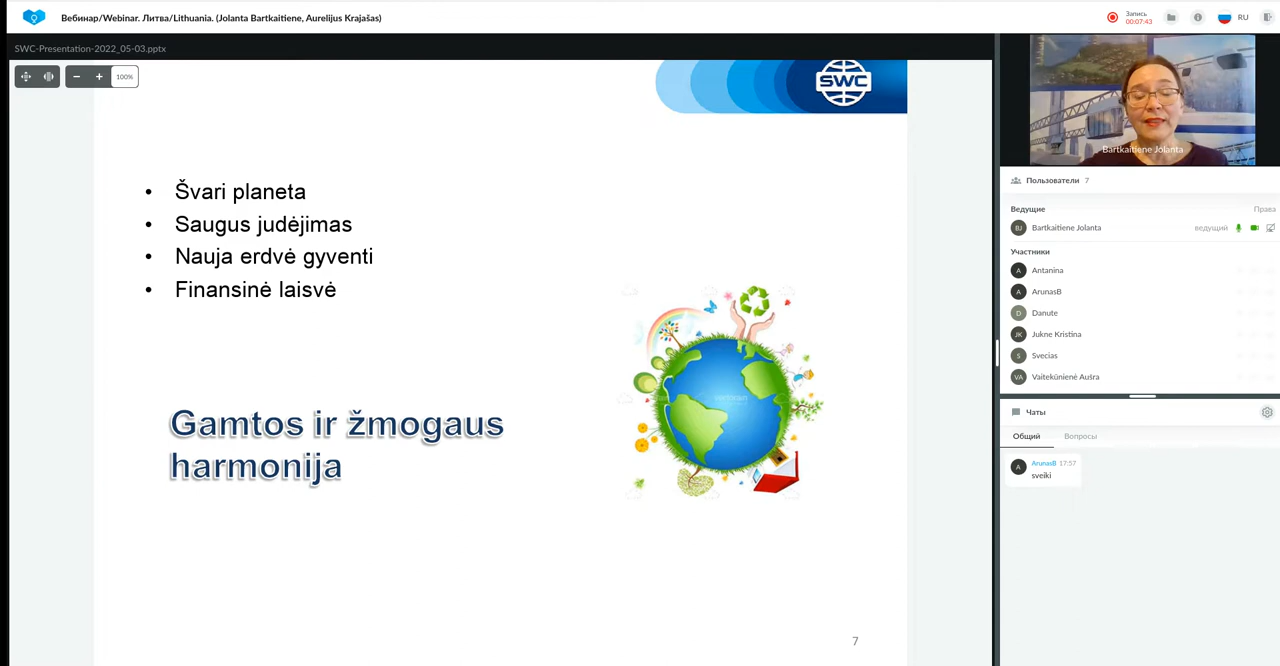 Вебинар/Webinar. Литва/Lithuania. (Jolanta Bartkaitiene, Aurelijus Krajašas)
Запись
00:07:43
RU
SWC-Presentation-2022_05-03.pptx
100%
SWC
• Švari planeta
• Saugus judėjimas
• Nauja erdvė gyventi
• Finansinė laisvė
Gamtos ir žmogaus
harmonija
7
Bartkaitiene Jolanta
Пользователи 7
Ведущие Права
BJ Bartkaitiene Jolanta ведущий
Участники
A Antanina
A ArunasB
D Danute
JK Jukne Kristina
S Svecias
VA Vaitekūnienė Aušra
Чаты
Общий Вопросы
A ArunasB 17:57
sveiki